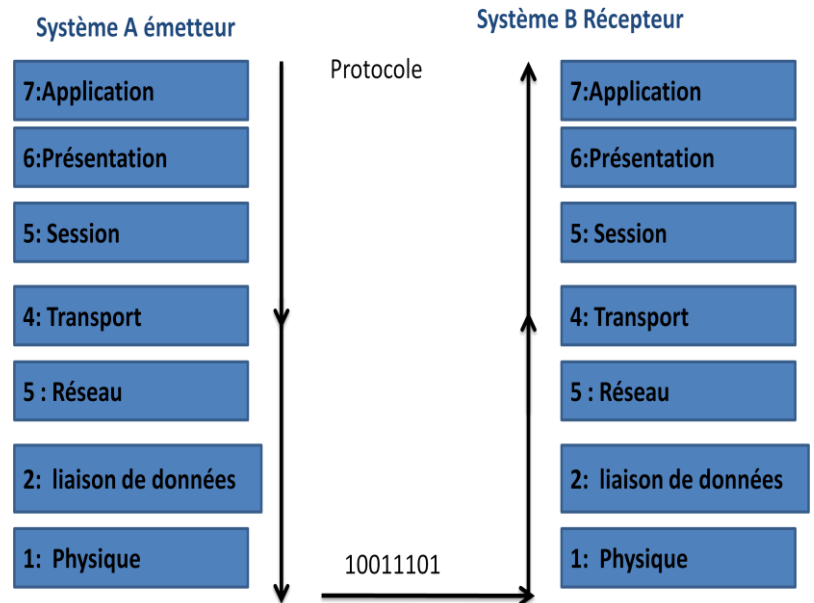 Système A émetteur
Système B Récepteur
Protocole
7:Application
7:Application
6:Présentation
6:Présentation
5: Session
5: Session
4: Transport
4: Transport
5 : Réseau
5 : Réseau
2: liaison de données
2: liaison de données
1: Physique
10011101
1: Physique